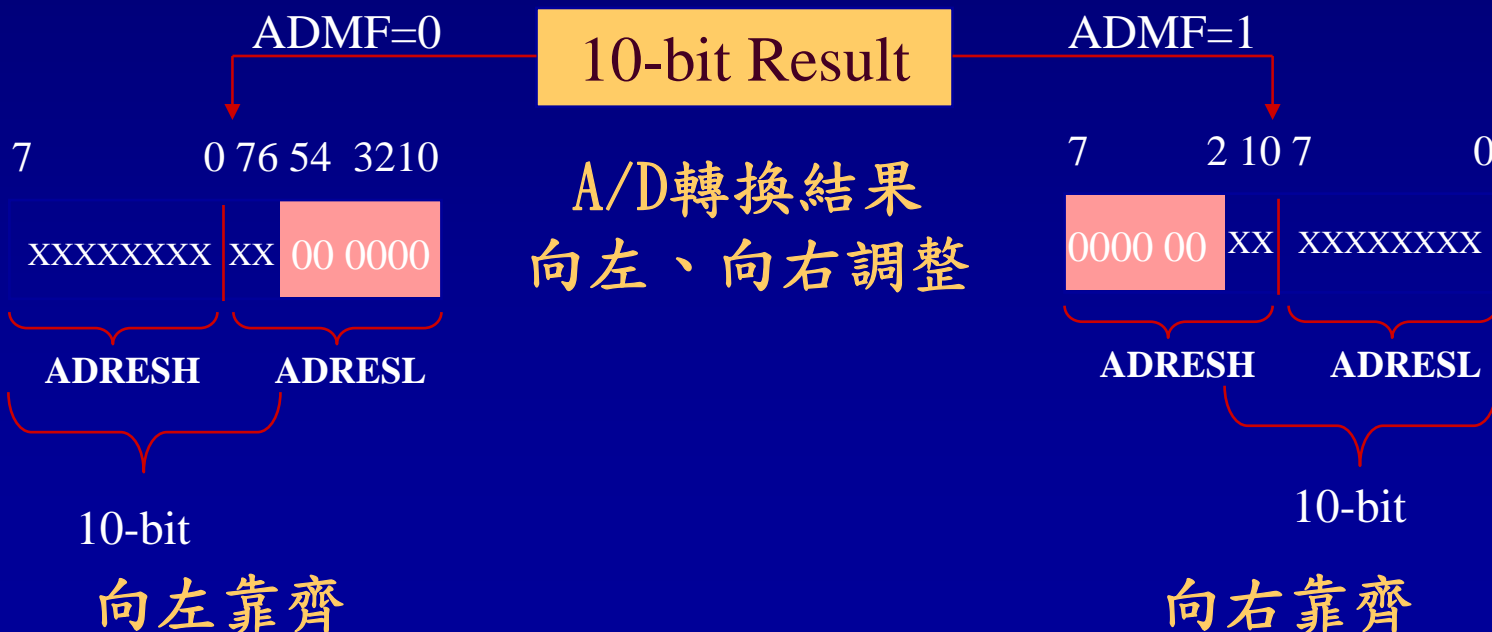 ADMF=0
10-bit Result
ADMF=1
7 0 76 54 3210
7 2 10 7 0
A/D轉換結果
向左、向右調整
xxxxxxxx xx 00 0000
0000 00 xx xxxxxxxx
ADRESH ADRESL
ADRESH ADRESL
10-bit
10-bit
向左靠齊
向右靠齊